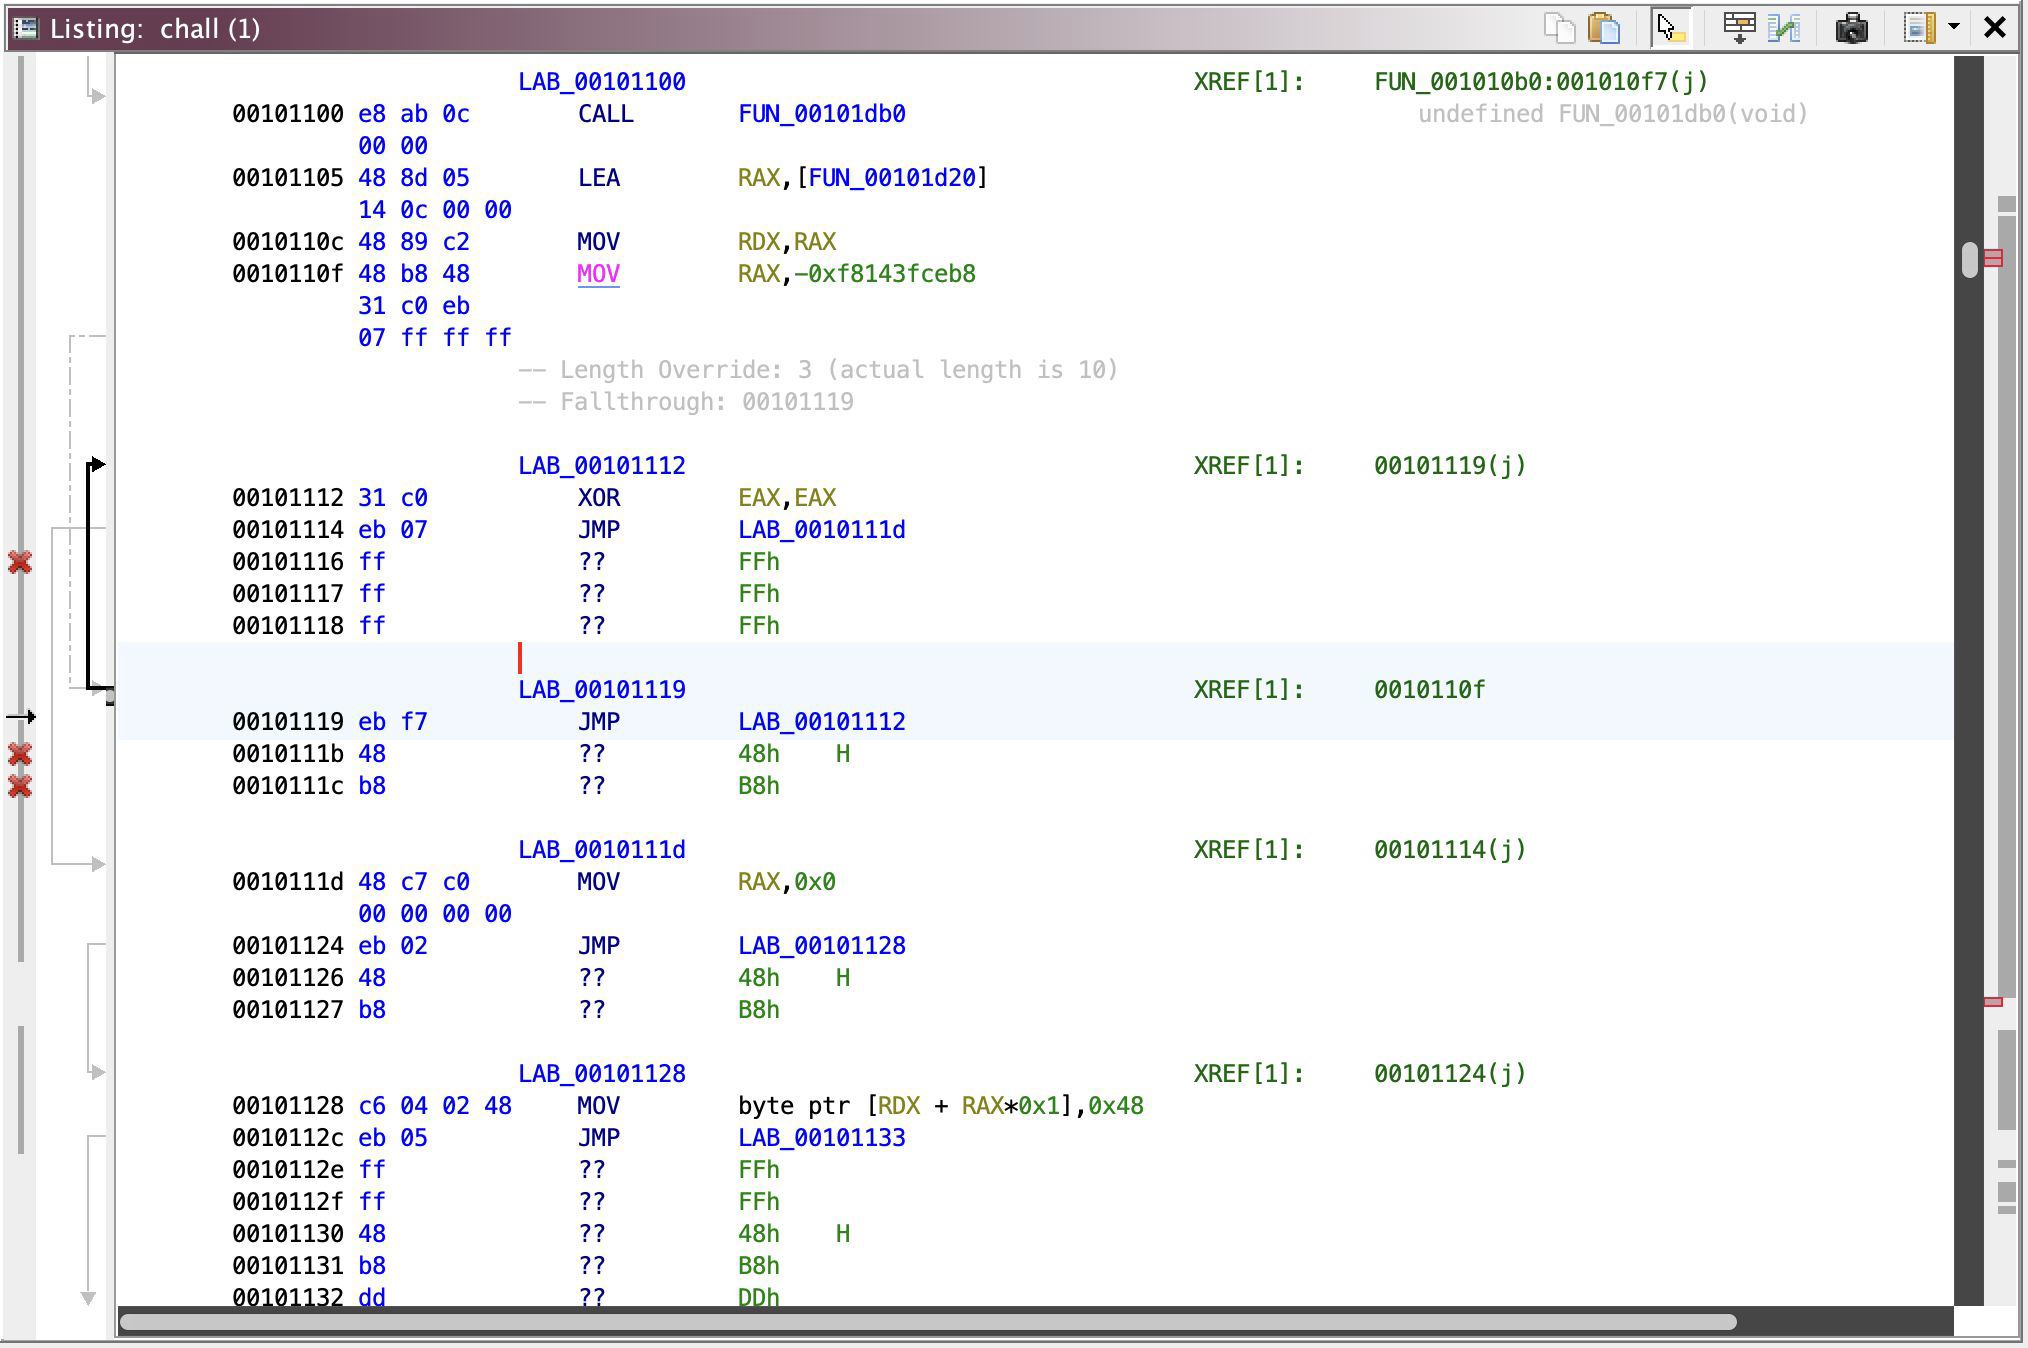 Listing: chall (1)
LAB_00101100 XREF[1]: FUN_001010b0:001010f7(j)
00101100 e8 ab 0c CALL FUN_00101db0 undefined FUN_00101db0(void)
00 00
00101105 48 8d 05 LEA RAX,[FUN_00101d20]
14 0c 00 00
0010110c 48 89 c2 MOV RDX,RAX
0010110f 48 b8 48 MOV RAX,-0xf8143fceb8
31 c0 eb
07 ff ff ff
-- Length Override: 3 (actual length is 10)
-- Fallthrough: 00101119
LAB_00101112 XREF[1]: 00101119(j)
00101112 31 c0 XOR EAX,EAX
00101114 eb 07 JMP LAB_0010111d
00101116 ff ?? FFh
00101117 ff ?? FFh
00101118 ff ?? FFh
LAB_00101119 XREF[1]: 0010110f
00101119 eb f7 JMP LAB_00101112
0010111b 48 ?? 48h H
0010111c b8 ?? B8h
LAB_0010111d XREF[1]: 00101114(j)
0010111d 48 c7 c0 MOV RAX,0x0
00 00 00 00
00101124 eb 02 JMP LAB_00101128
00101126 48 ?? 48h H
00101127 b8 ?? B8h
LAB_00101128 XREF[1]: 00101124(j)
00101128 c6 04 02 48 MOV byte ptr [RDX + RAX*0x1],0x48
0010112c eb 05 JMP LAB_00101133
0010112e ff ?? FFh
0010112f ff ?? FFh
00101130 48 ?? 48h H
00101131 b8 ?? B8h
00101132 dd ?? DDh